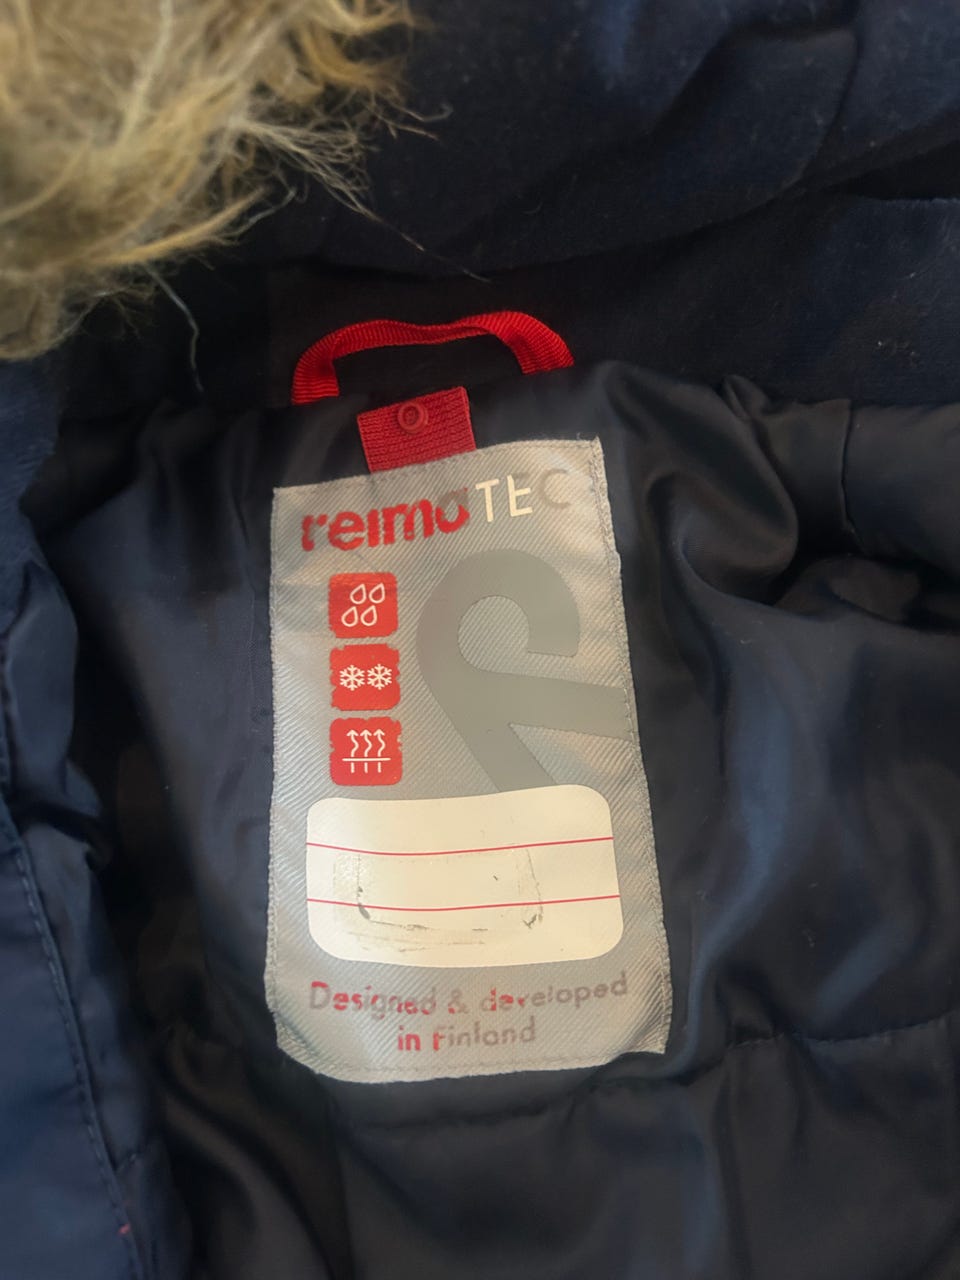 reimaTEC
Designed & developed
in Finland